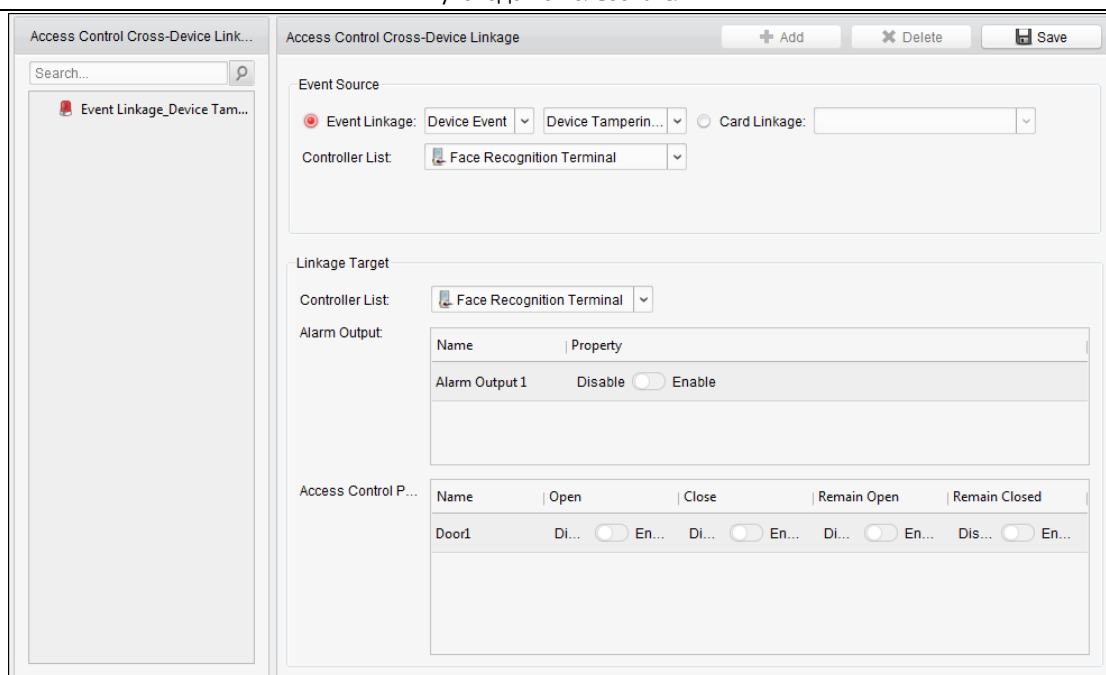 Access Control Cross-Device Link...
Search...
Event Linkage_Device Tam...
Access Control Cross-Device Linkage
Add
Delete
Save
Event Source
Event Linkage: Device Event Device Tamperin... Card Linkage:
Controller List: Face Recognition Terminal
Linkage Target
Controller List: Face Recognition Terminal
Alarm Output:
Name Property
Alarm Output 1 Disable Enable
Access Control P...
Name Open Close Remain Open Remain Closed
Door1 Di... En... Di... En... Di... En... Dis... En...